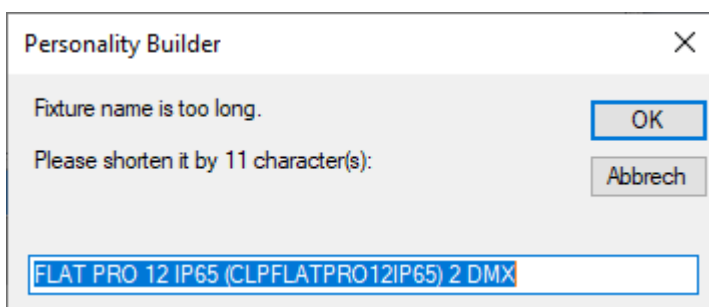 Personality Builder
Fixture name is too long.
OK
Please shorten it by 11 character(s):
Abbrech
FLAT PRO 12 IP65 (CLPFLATPRO12IP65) 2 DMX